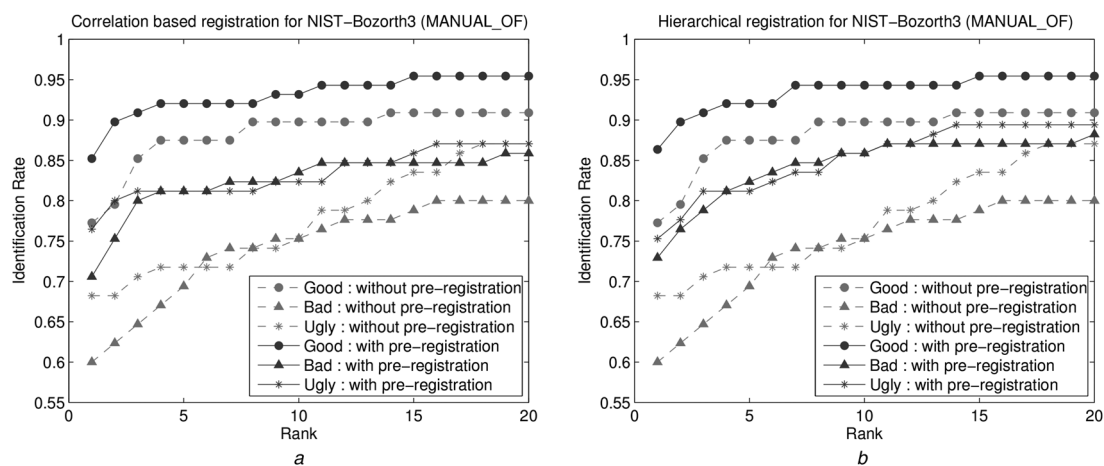 Correlation based registration for NIST−Bozorth3 (MANUAL_OF)
1
0.95
0.9
0.85
0.8
0.75
0.7
0.65
0.6
0.55
Identification Rate
0 5 10 15 20
Rank
Good : without pre−registration
Bad : without pre−registration
Ugly : without pre−registration
Good : with pre−registration
Bad : with pre−registration
Ugly : with pre−registration
a
Hierarchical registration for NIST−Bozorth3 (MANUAL_OF)
1
0.95
0.9
0.85
0.8
0.75
0.7
0.65
0.6
0.55
Identification Rate
0 5 10 15 20
Rank
Good : without pre−registration
Bad : without pre−registration
Ugly : without pre−registration
Good : with pre−registration
Bad : with pre−registration
Ugly : with pre−registration
b